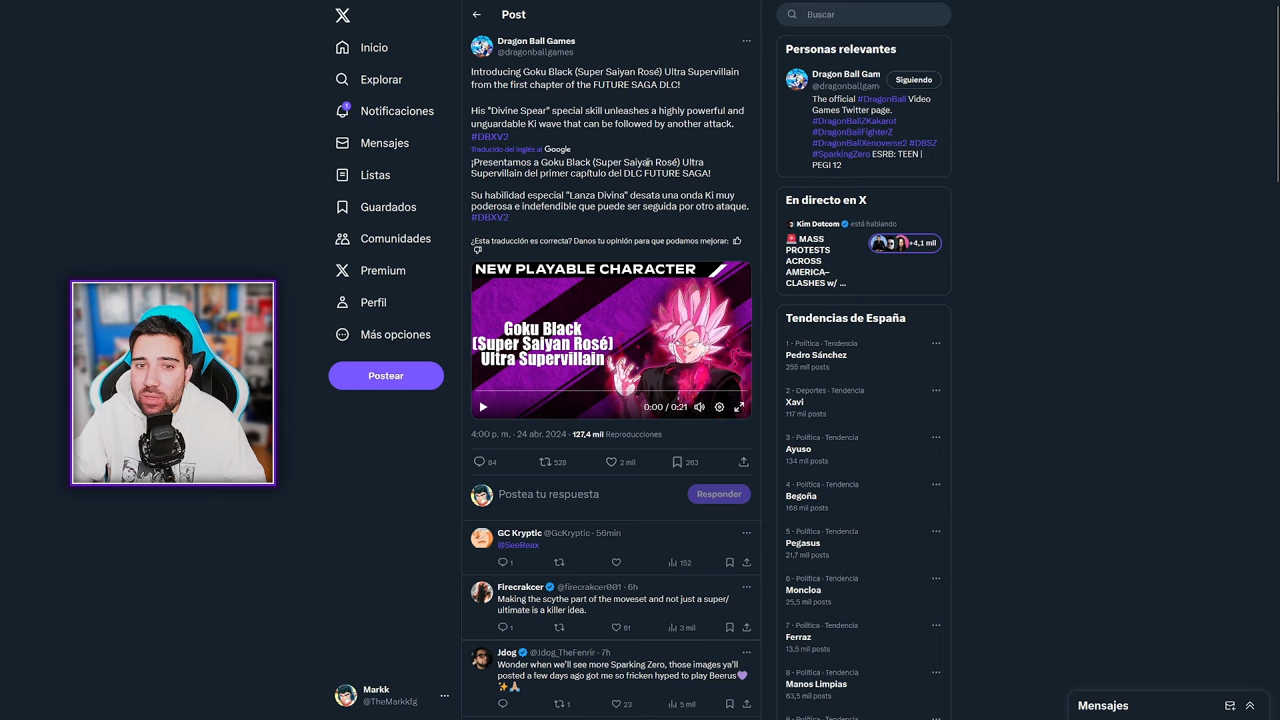 Inicio
Explorar
1
Notificaciones
Mensajes
Listas
Guardados
Comunidades
Premium
Perfil
Más opciones
Postear
Markk
@TheMarkkfg
Post
Dragon Ball Games
@dragonballgames
Introducing Goku Black (Super Saiyan Rosé) Ultra Supervillain
from the first chapter of the FUTURE SAGA DLC!
His "Divine Spear" special skill unleashes a highly powerful and
unguardable Ki wave that can be followed by another attack.
#DBXV2
Traducido del inglés al Google
¡Presentamos a Goku Black (Super Saiyan Rosé) Ultra
Supervillain del primer capítulo del DLC FUTURE SAGA!
Su habilidad especial "Lanza Divina" desata una onda Ki muy
poderosa e indefendible que puede ser seguida por otro ataque.
#DBXV2
¿Esta traducción es correcta? Danos tu opinión para que podamos mejorar:
NEW PLAYABLE CHARACTER
Goku Black
(Super Saiyan Rosé)
Ultra Supervillain
0:00 / 0:21
4:00 p. m. · 24 abr. 2024 · 127,4 mil Reproducciones
84 528 2 mil 263
Postea tu respuesta
Responder
GC Kryptic @GcKryptic · 56min
@SeeReax
1 152
Firecrakcer @firecrakcer001 · 6h
Making the scythe part of the moveset and not just a super/
ultimate is a killer idea.
1 61 3 mil
Jdog @Jdog_TheFenrir · 7h
Wonder when we'll see more Sparking Zero, those images ya'll
posted a few days ago got me so fricken hyped to play Beerus
1 23 5 mil
Buscar
Personas relevantes
Dragon Ball Gam
@dragonballgam
Siguiendo
The official #DragonBall Video
Games Twitter page.
#DragonBallZKakarot
#DragonBallFighterZ
#DragonBallXenoverse2 #DBSZ
#SparkingZero ESRB: TEEN |
PEGI 12
En directo en X
Kim Dotcom está hablando
MASS
PROTESTS
ACROSS
AMERICA–
CLASHES w/ ...
+4,1 mil
Tendencias de España
1 · Política · Tendencia
Pedro Sánchez
255 mil posts
2 · Deportes · Tendencia
Xavi
117 mil posts
3 · Política · Tendencia
Ayuso
134 mil posts
4 · Política · Tendencia
Begoña
168 mil posts
5 · Política · Tendencia
Pegasus
21,7 mil posts
6 · Política · Tendencia
Moncloa
25,5 mil posts
7 · Política · Tendencia
Ferraz
13,5 mil posts
8 · Política · Tendencia
Manos Limpias
63,5 mil posts
Mensajes